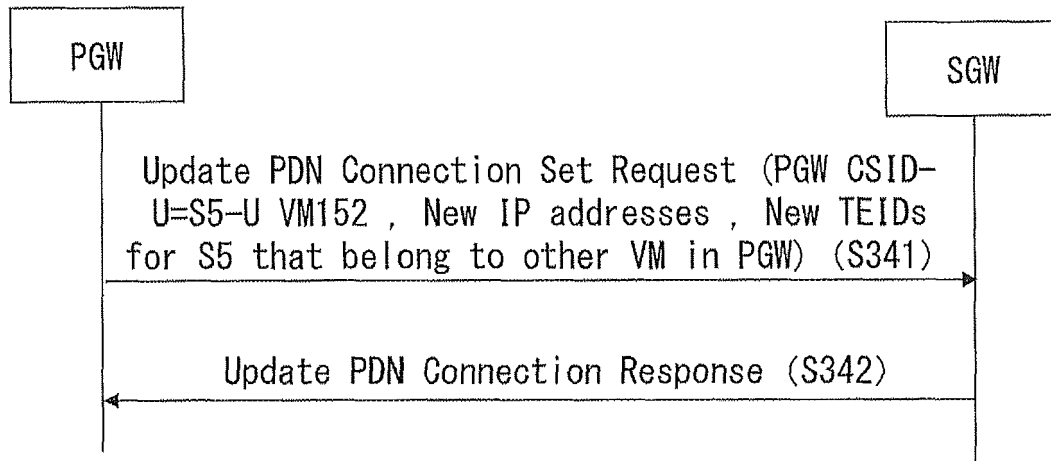 PGW
SGW
Update PDN Connection Set Request (PGW CSID-
U=S5-U VM152 , New IP addresses , New TEIDs
for S5 that belong to other VM in PGW) (S341)
Update PDN Connection Response (S342)